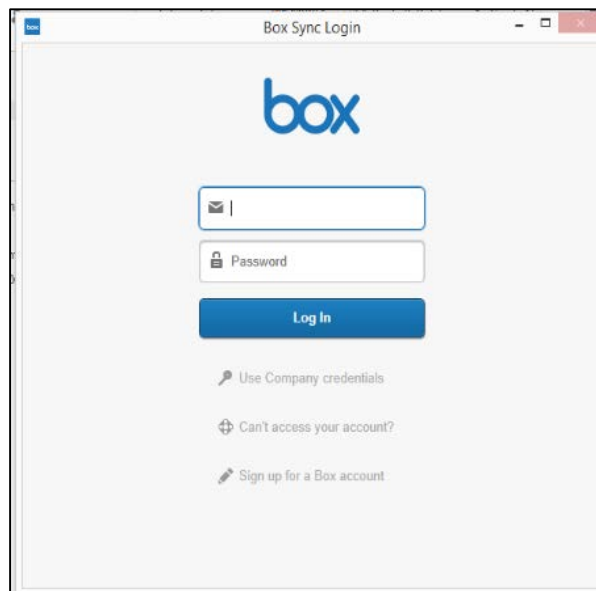 box
Box Sync Login
box
Password
Log In
Use Company credentials
Can't access your account?
Sign up for a Box account